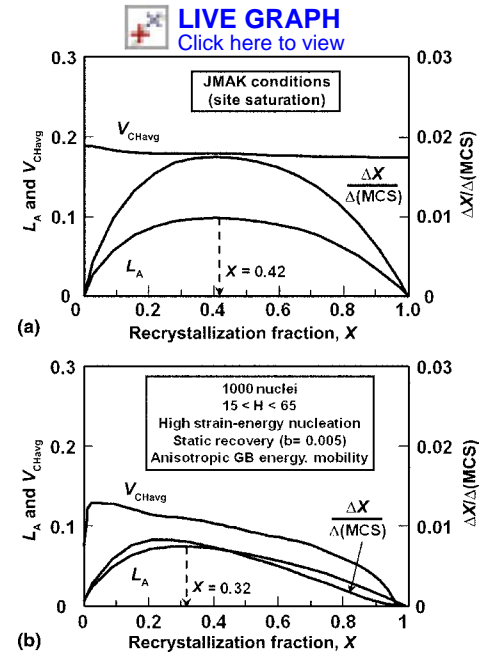 LIVE GRAPH
Click here to view
0.3
0.2
0.1
0
L_A and V_CHavg
JMAK conditions
(site saturation)
V_CHavg
ΔX/Δ(MCS)
L_A
X = 0.42
0.03
0.02
0.01
0
ΔX/Δ(MCS)
0 0.2 0.4 0.6 0.8 1.0
(a) Recrystallization fraction, X
0.3
0.2
0.1
0
L_A and V_CHavg
1000 nuclei
15 < H < 65
High strain-energy nucleation
Static recovery (b= 0.005)
Anisotropic GB energy. mobility
V_CHavg
ΔX/Δ(MCS)
L_A
X = 0.32
0.03
0.02
0.01
0
ΔX/Δ(MCS)
0 0.2 0.4 0.6 0.8 1
(b) Recrystallization fraction, X